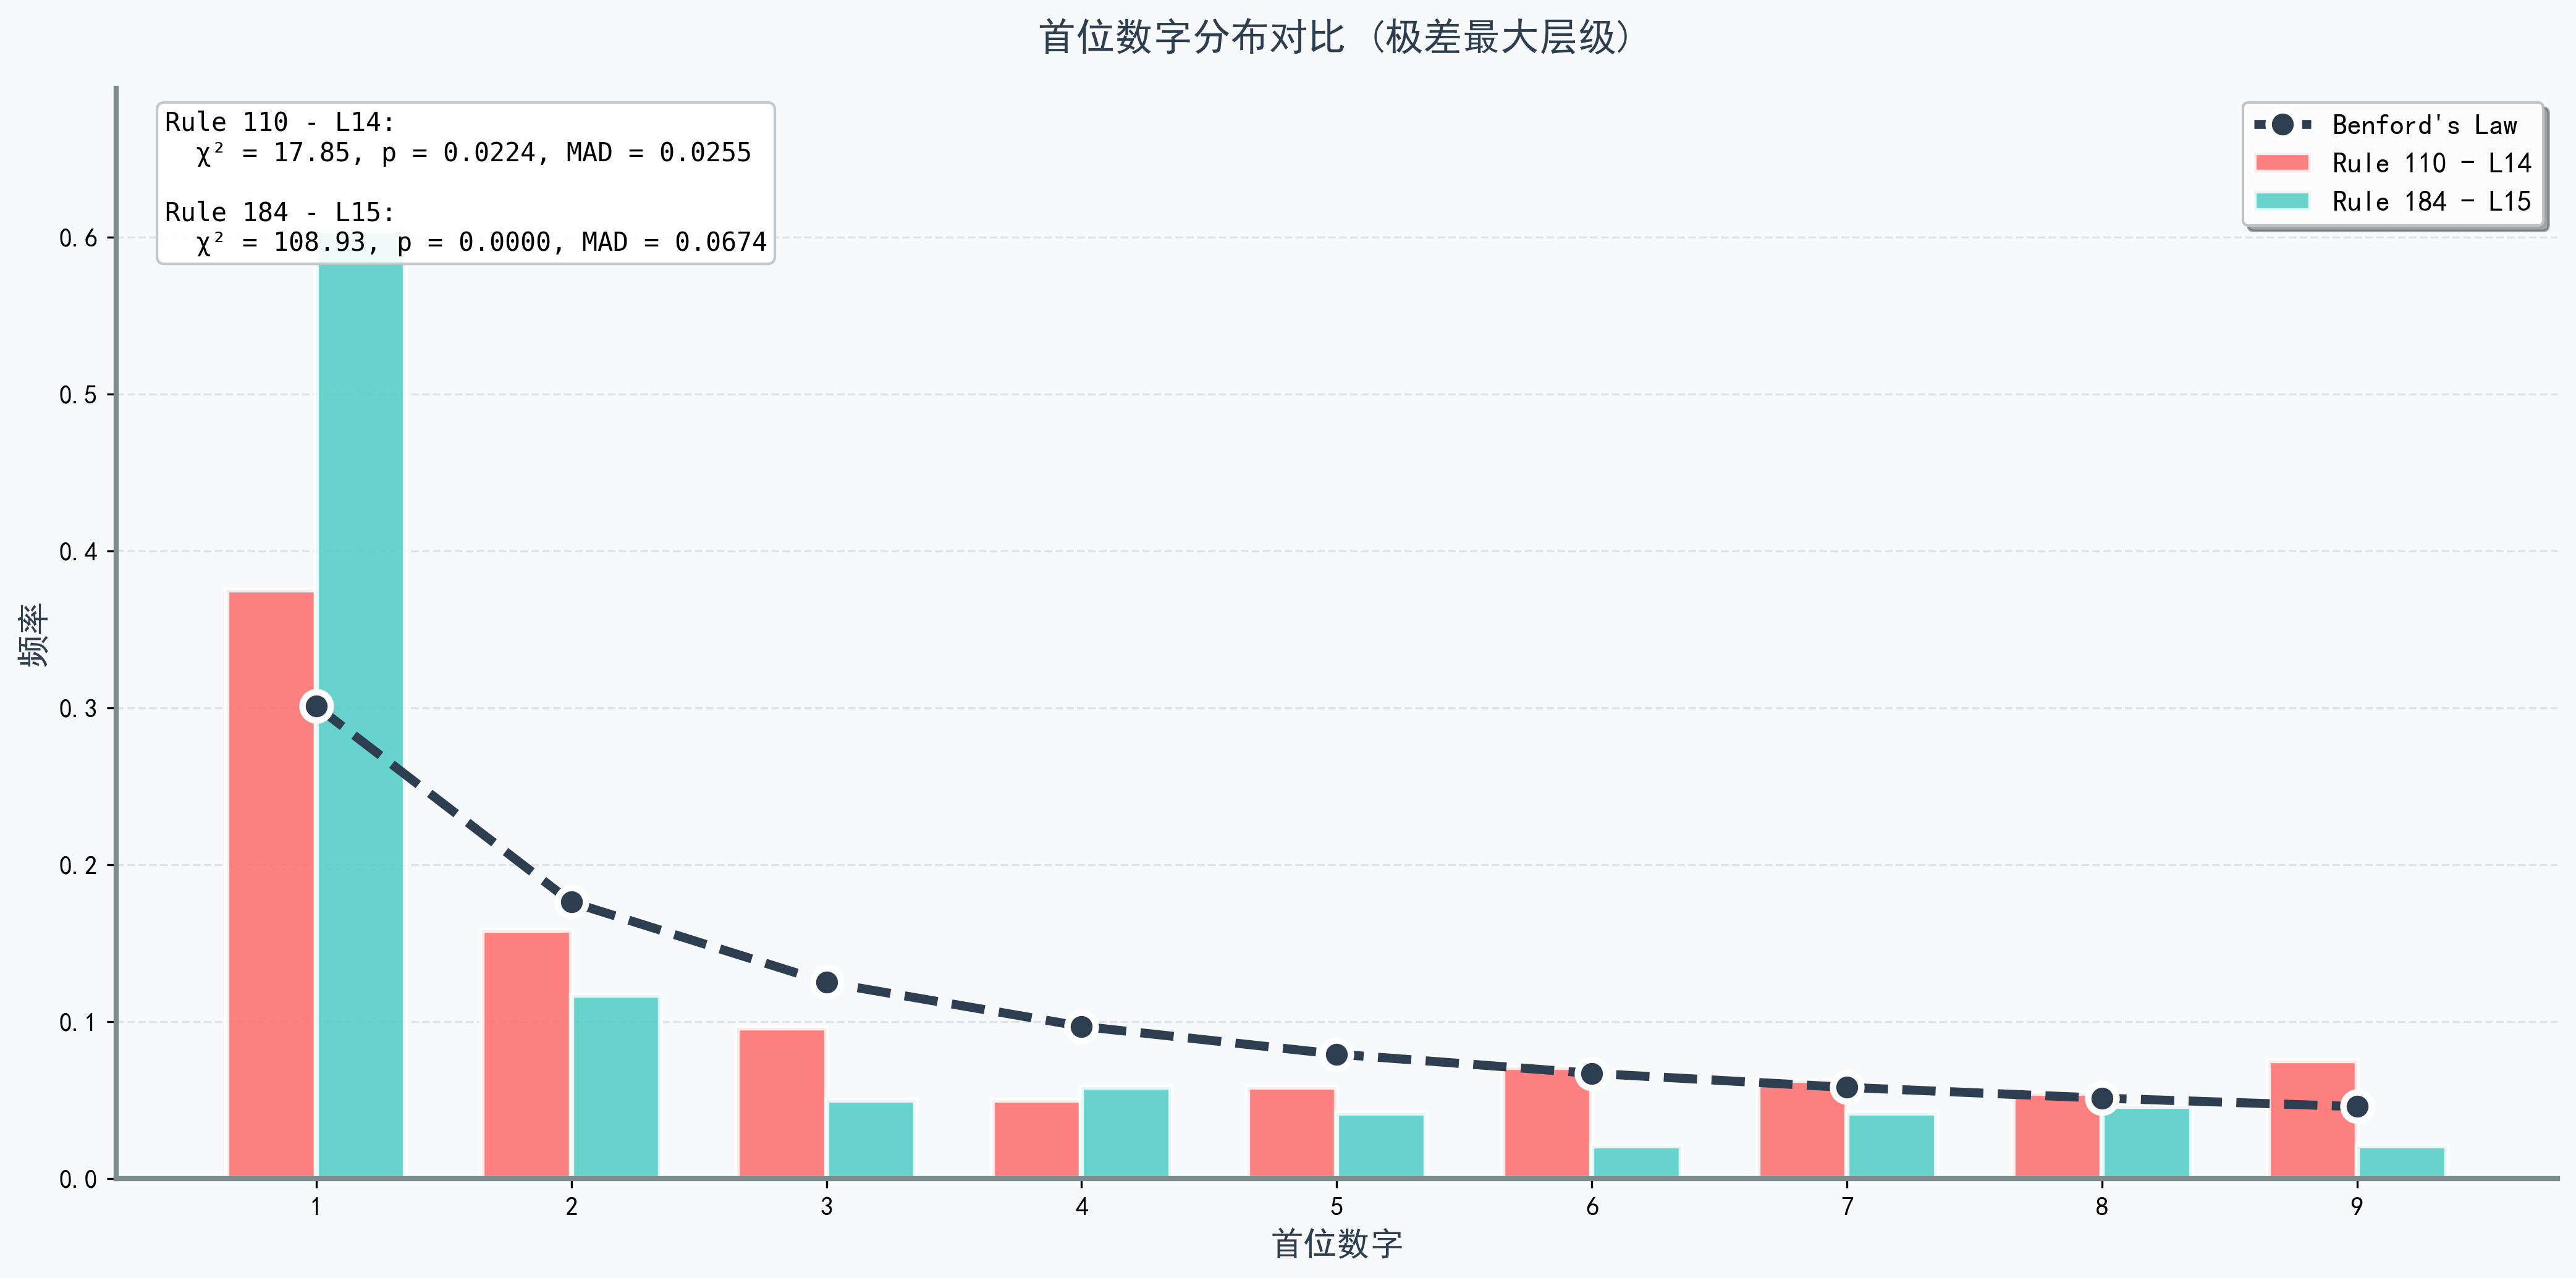 首位数字分布对比 (极差最大层级)
Rule 110 - L14:
χ² = 17.85, p = 0.0224, MAD = 0.0255
Rule 184 - L15:
χ² = 108.93, p = 0.0000, MAD = 0.0674
Benford's Law
Rule 110 - L14
Rule 184 - L15
频率
0.6
0.5
0.4
0.3
0.2
0.1
0.0
1 2 3 4 5 6 7 8 9
首位数字